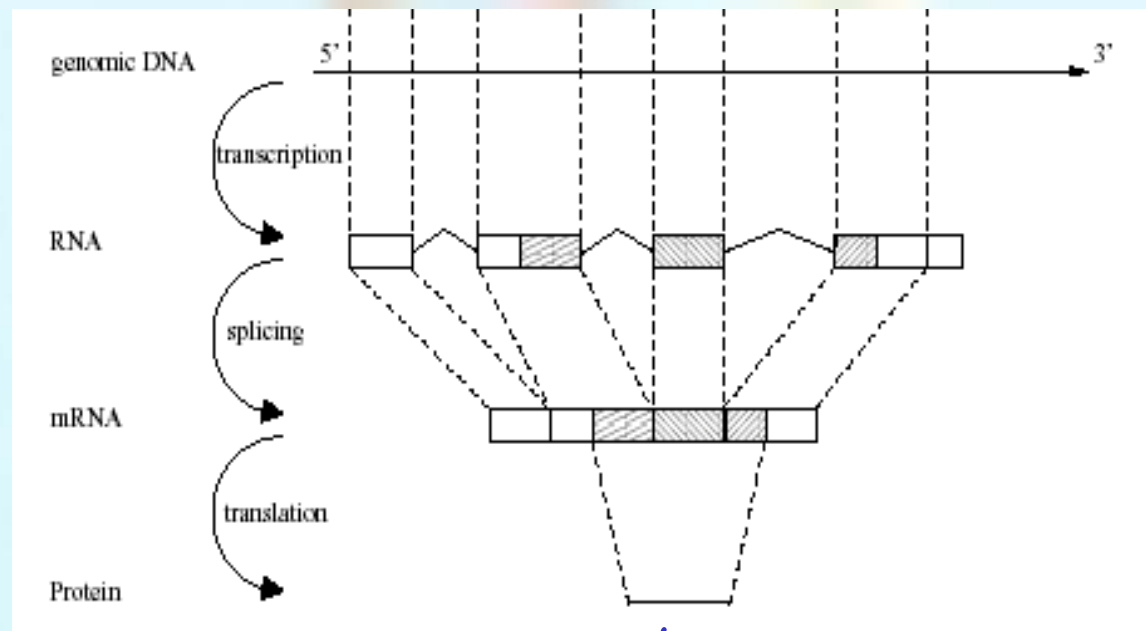 genomic DNA 5’ 3’
transcription
RNA
splicing
mRNA
translation
Protein